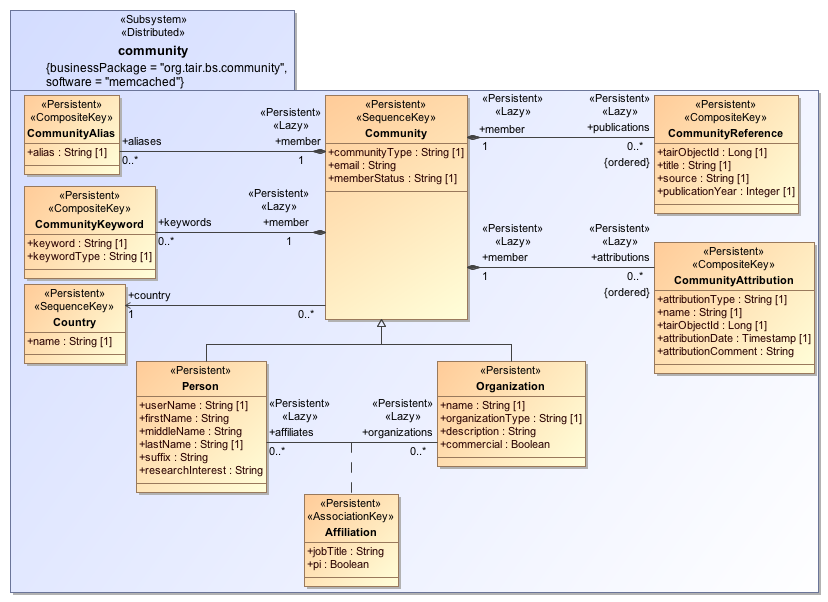 «Subsystem»
«Distributed»
community
{businessPackage = "org.tair.bs.community",
software = "memcached"}
«Persistent»
«CompositeKey»
CommunityAlias
+alias : String [1]
+aliases
0..*
«Persistent»
«Lazy»
+member
1
«Persistent»
«SequenceKey»
Community
+communityType : String [1]
+email : String
+memberStatus : String [1]
«Persistent»
«Lazy»
+member
1
«Persistent»
«Lazy»
+publications
0..*
{ordered}
«Persistent»
«CompositeKey»
CommunityReference
+tairObjectId : Long [1]
+title : String [1]
+source : String [1]
+publicationYear : Integer [1]
«Persistent»
«CompositeKey»
CommunityKeyword
+keyword : String [1]
+keywordType : String [1]
+keywords
0..*
«Persistent»
«Lazy»
+member
1
«Persistent»
«Lazy»
+member
1
«Persistent»
«Lazy»
+attributions
0..*
{ordered}
«Persistent»
«CompositeKey»
CommunityAttribution
+attributionType : String [1]
+name : String [1]
+tairObjectId : Long [1]
+attributionDate : Timestamp [1]
+attributionComment : String
«Persistent»
«SequenceKey»
Country
+name : String [1]
+country
1
0..*
«Persistent»
Person
+userName : String [1]
+firstName : String
+middleName : String
+lastName : String [1]
+suffix : String
+researchInterest : String
«Persistent»
«Lazy»
+affiliates
0..*
«Persistent»
«Lazy»
+organizations
0..*
«Persistent»
Organization
+name : String [1]
+organizationType : String [1]
+description : String
+commercial : Boolean
«Persistent»
«AssociationKey»
Affiliation
+jobTitle : String
+pi : Boolean